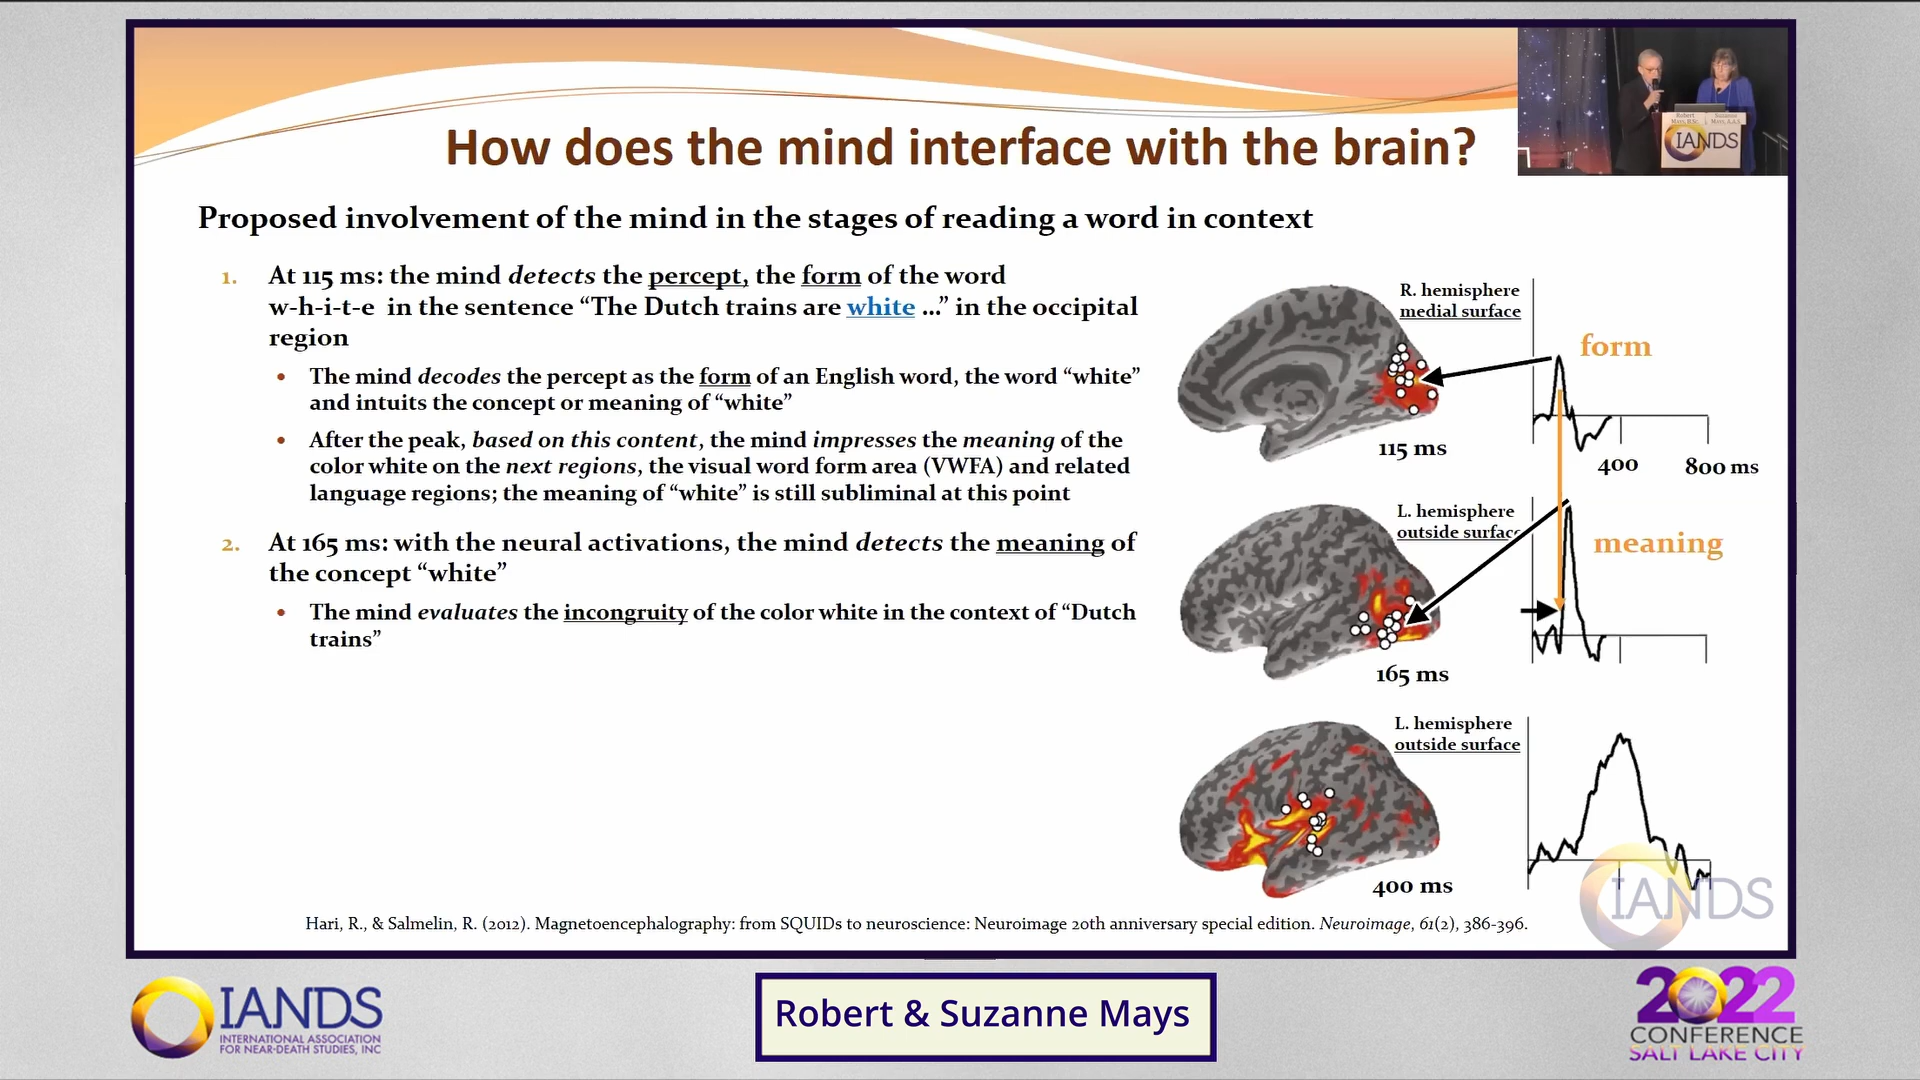 How does the mind interface with the brain?
Proposed involvement of the mind in the stages of reading a word in context
1. At 115 ms: the mind detects the percept, the form of the word
w-h-i-t-e in the sentence “The Dutch trains are white ...” in the occipital
region
• The mind decodes the percept as the form of an English word, the word “white”
and intuits the concept or meaning of “white”
• After the peak, based on this content, the mind impresses the meaning of the
color white on the next regions, the visual word form area (VWFA) and related
language regions; the meaning of “white” is still subliminal at this point
2. At 165 ms: with the neural activations, the mind detects the meaning of
the concept “white”
• The mind evaluates the incongruity of the color white in the context of “Dutch
trains”
R. hemisphere
medial surface
form
115 ms
400
800 ms
L. hemisphere
outside surface
meaning
165 ms
L. hemisphere
outside surface
400 ms
Hari, R., & Salmelin, R. (2012). Magnetoencephalography: from SQUIDs to neuroscience: Neuroimage 20th anniversary special edition. Neuroimage, 61(2), 386-396.
IANDS
Robert
Mays, B.Sc.
Suzanne
Mays, A.A.S.
IANDS
IANDS
INTERNATIONAL ASSOCIATION
FOR NEAR-DEATH STUDIES, INC
Robert & Suzanne Mays
2022
CONFERENCE
SALT LAKE CITY